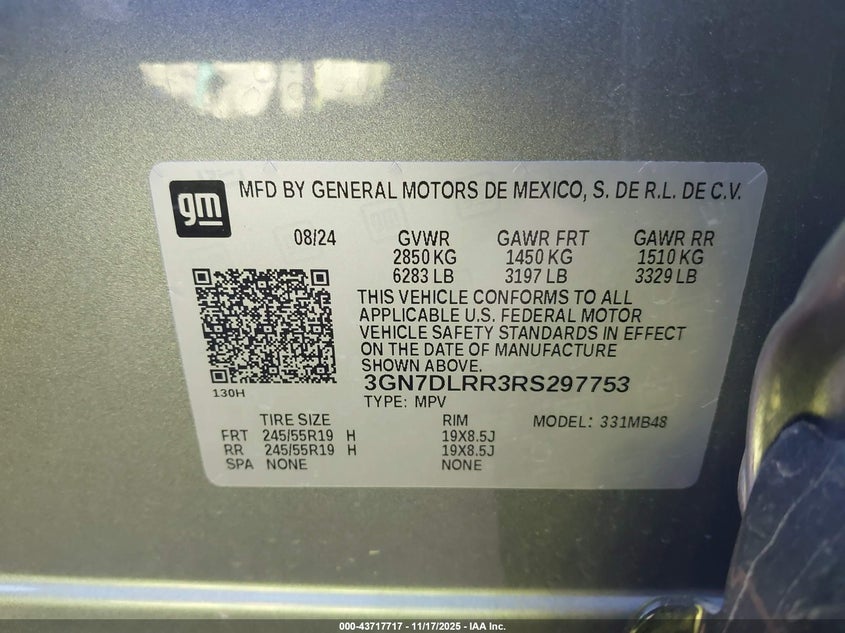 gm MFD BY GENERAL MOTORS DE MEXICO, S. DE R.L. DE C.V.
08/24 GVWR GAWR FRT GAWR RR
2850 KG 1450 KG 1510 KG
6283 LB 3197 LB 3329 LB
THIS VEHICLE CONFORMS TO ALL
APPLICABLE U.S. FEDERAL MOTOR
VEHICLE SAFETY STANDARDS IN EFFECT
ON THE DATE OF MANUFACTURE
SHOWN ABOVE.
3GN7DLRR3RS297753
130H TYPE: MPV
TIRE SIZE RIM MODEL: 331MB48
FRT 245/55R19 H 19X8.5J
RR 245/55R19 H 19X8.5J
SPA NONE NONE
000-43717717 - 11/17/2025 - IAA Inc.